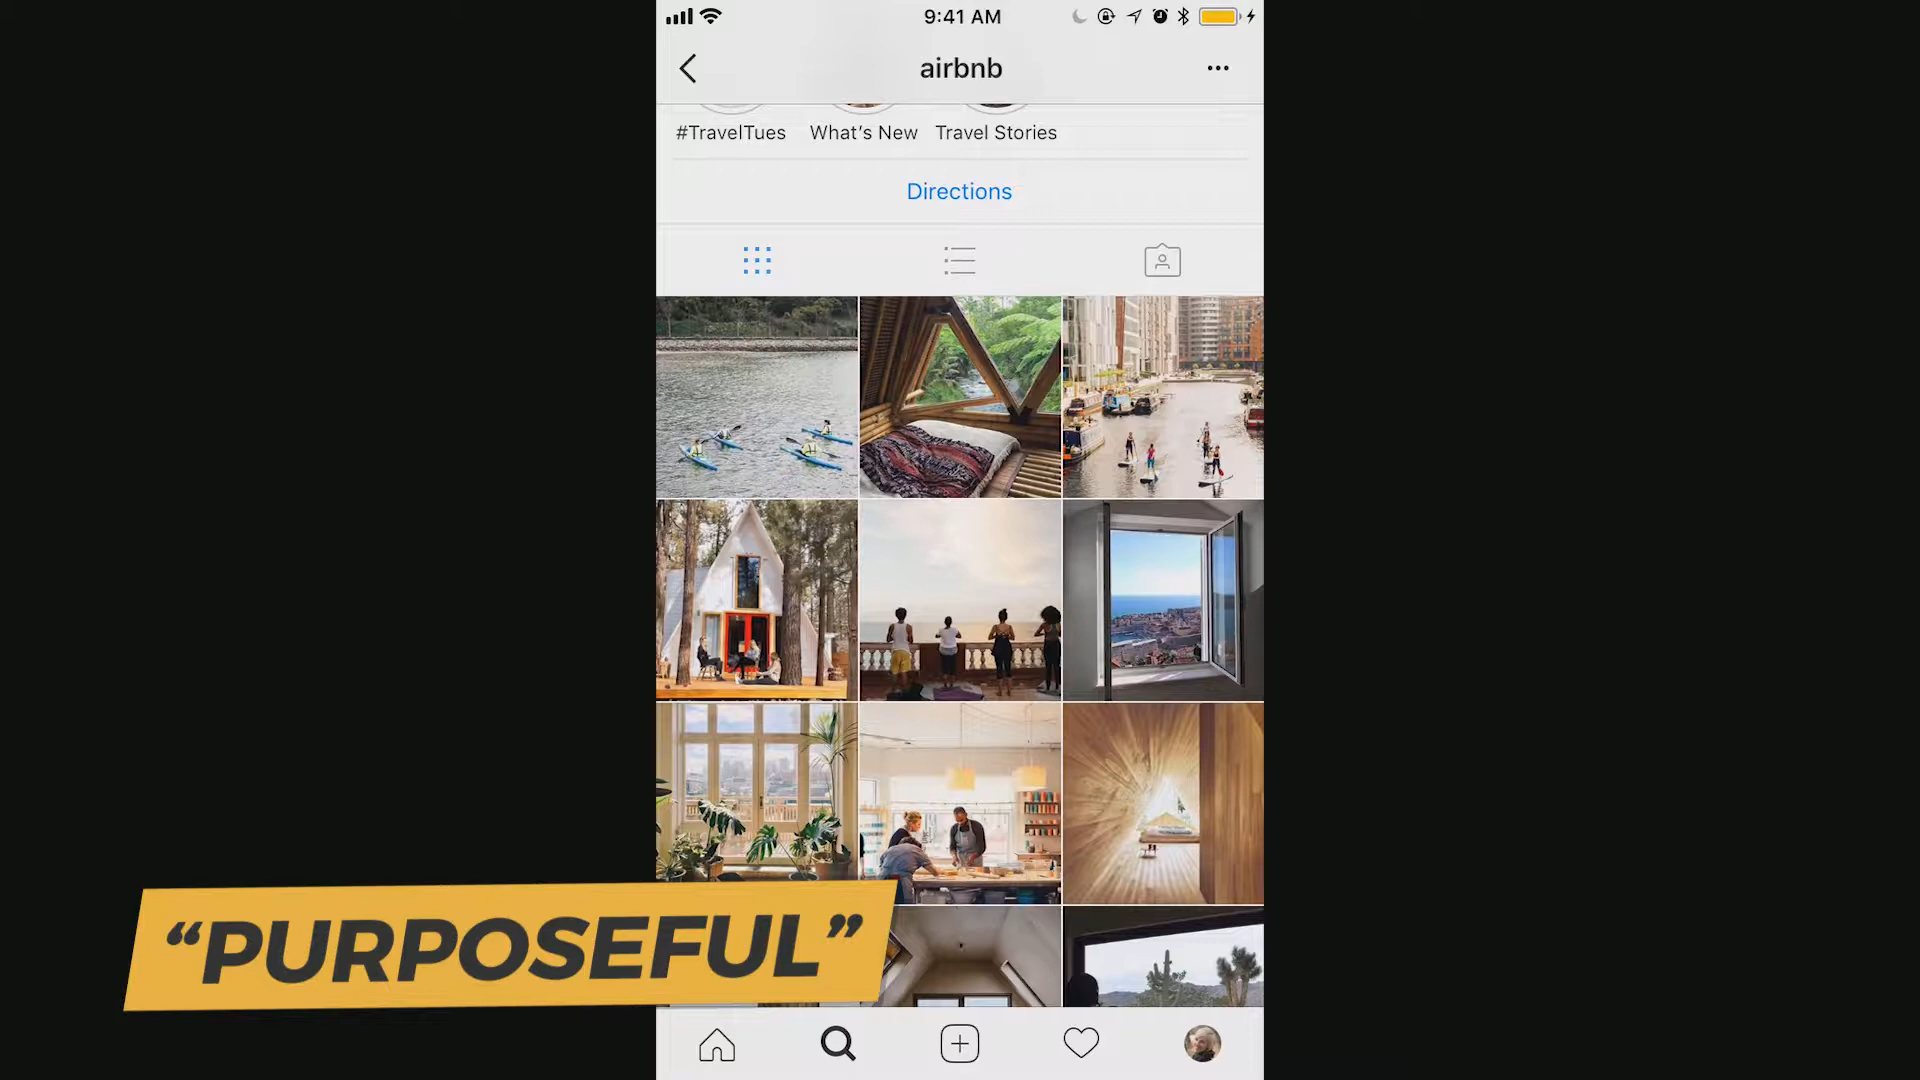 9:41 AM
airbnb
#TravelTues What's New Travel Stories
Directions
“PURPOSEFUL”